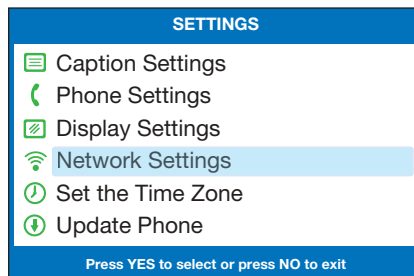 SETTINGS
Caption Settings
Phone Settings
Display Settings
Network Settings
Set the Time Zone
Update Phone
Press YES to select or press NO to exit